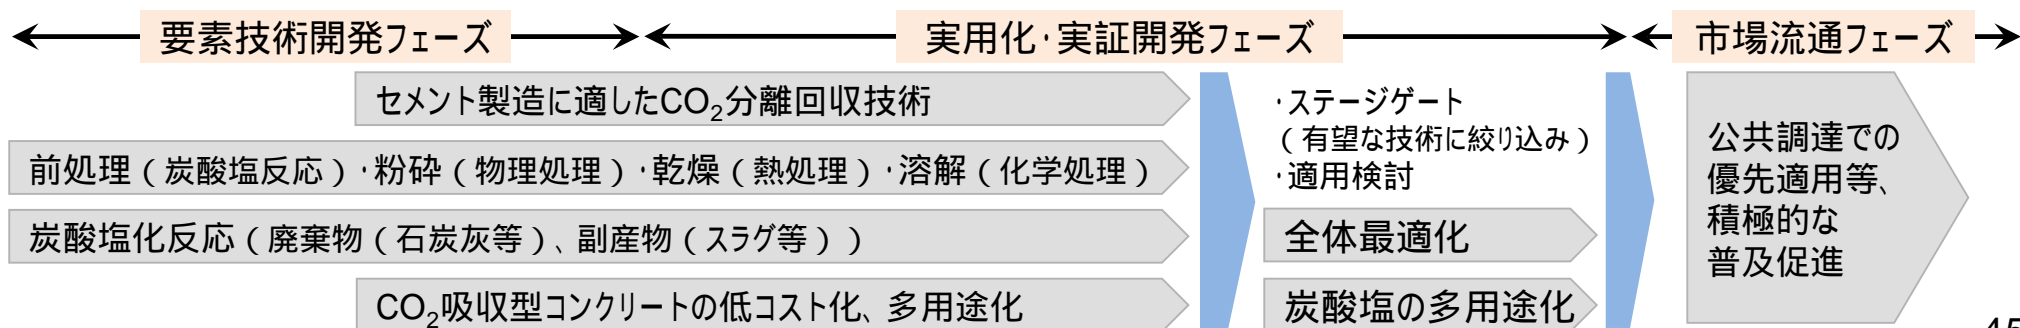 要素技術開発フェーズ
実用化・実証開発フェーズ
市場流通フェーズ
セメント製造に適したCO₂分離回収技術
前処理（炭酸塩反応）・粉砕（物理処理）・乾燥（熱処理）・溶解（化学処理）
炭酸塩化反応（廃棄物（石炭灰等）、副産物（スラグ等））
CO₂吸収型コンクリートの低コスト化、多用途化
・ステージゲート
（有望な技術に絞り込み）
・適用検討
全体最適化
炭酸塩の多用途化
公共調達での
優先適用等、
積極的な
普及促進